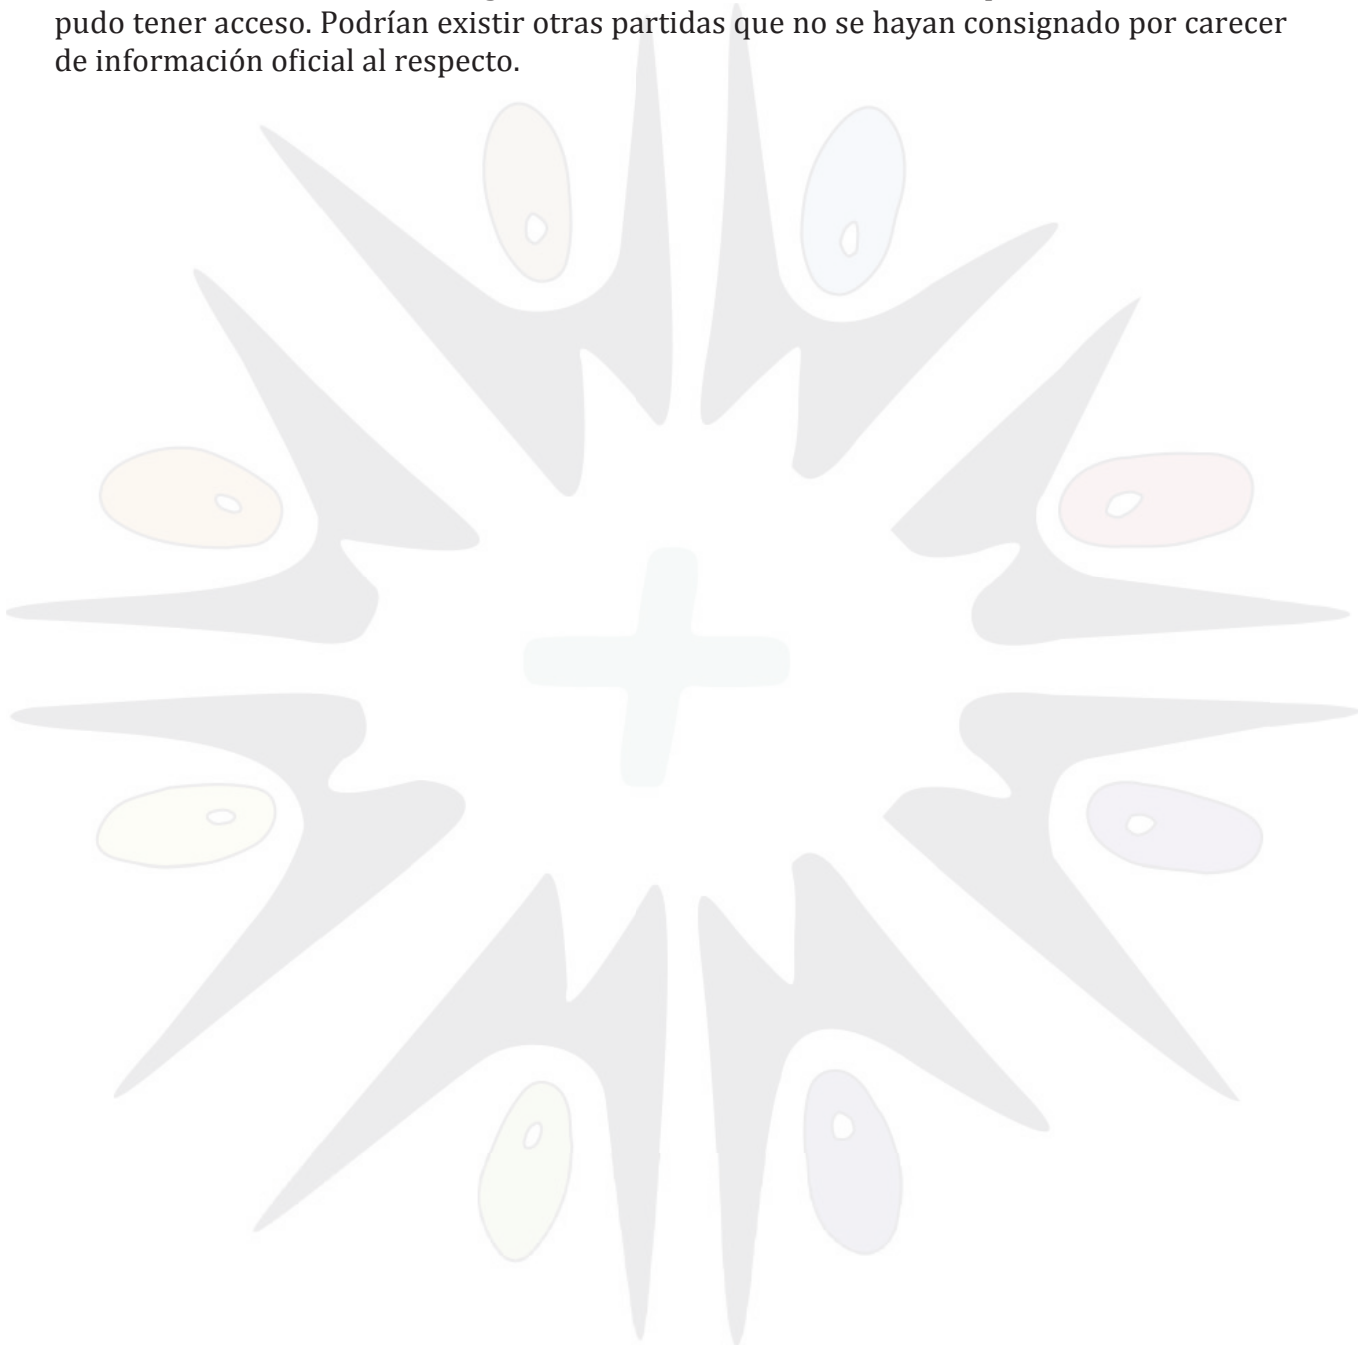 pudo tener acceso. Podrían existir otras partidas que no se hayan consignado por carecer
de información oficial al respecto.